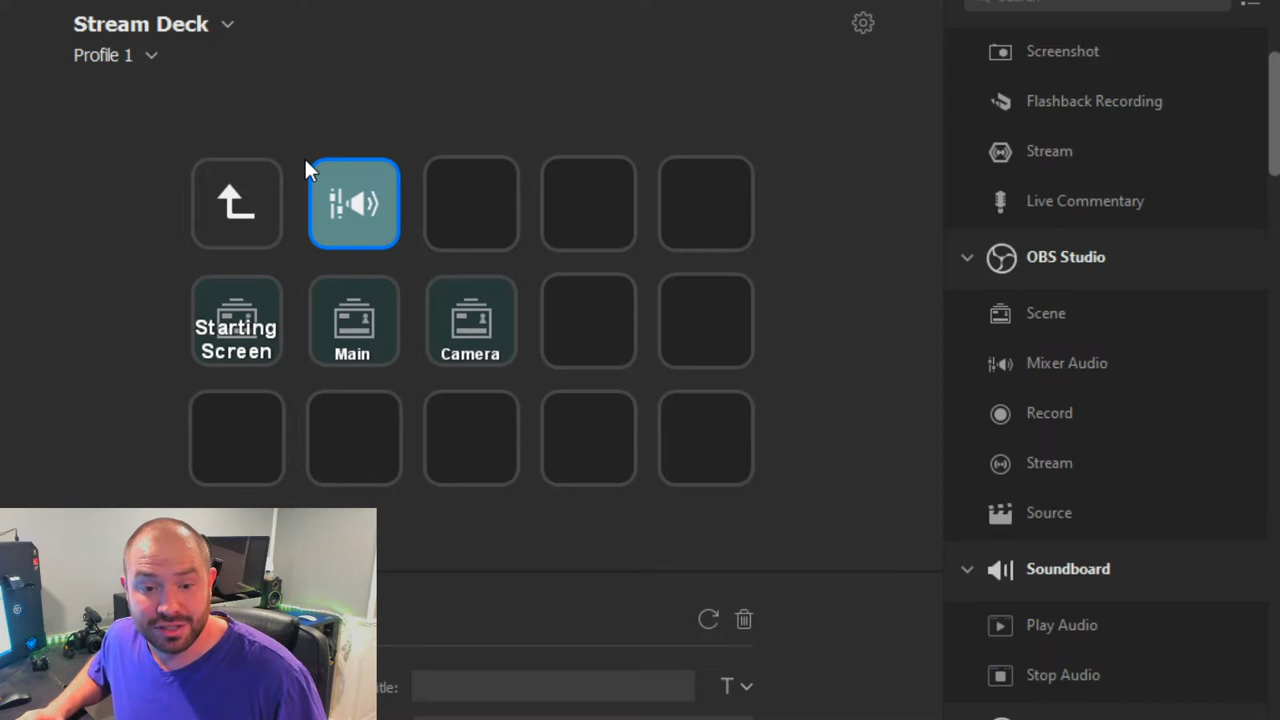 Stream Deck
Profile 1
Screenshot
Flashback Recording
Stream
Live Commentary
OBS Studio
Scene
Mixer Audio
Record
Stream
Source
Soundboard
Play Audio
Stop Audio
Starting
Screen
Main
Camera
T